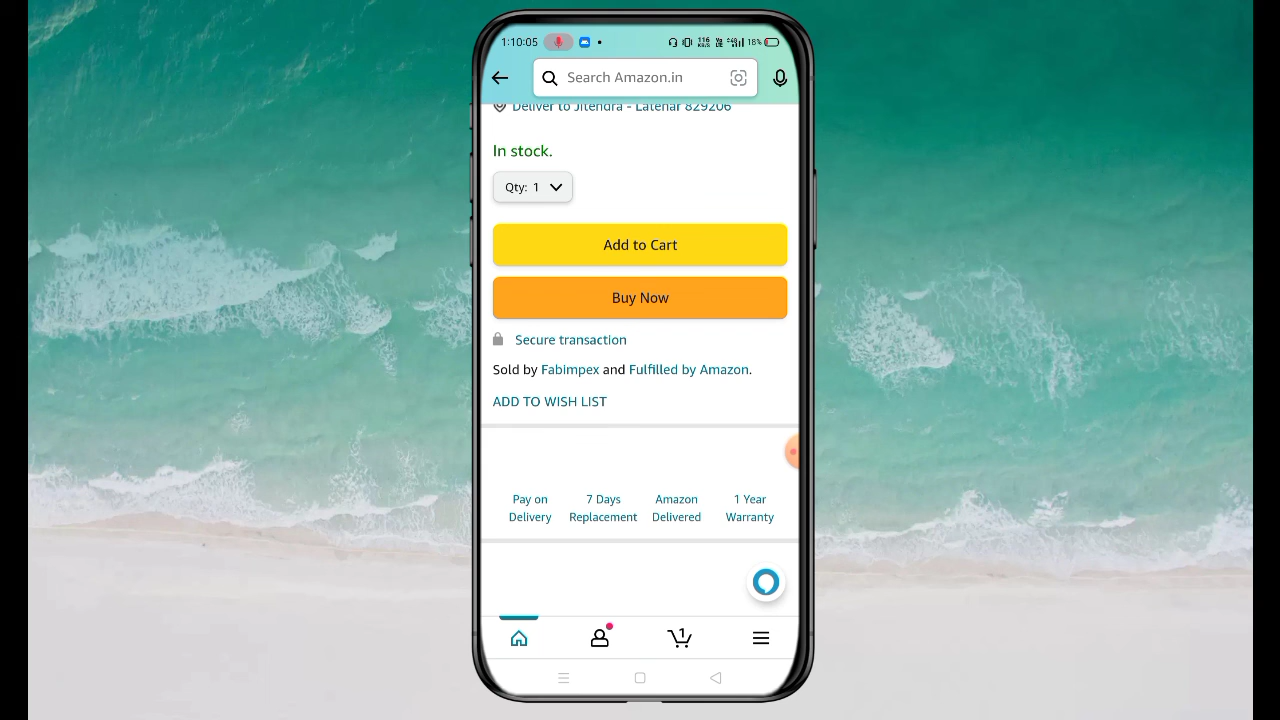 1:10:05
18%
Search Amazon.in
Deliver to Jitendra - Latehar 829206
In stock.
Qty: 1
Add to Cart
Buy Now
Secure transaction
Sold by Fabimpex and Fulfilled by Amazon.
ADD TO WISH LIST
Pay on Delivery
7 Days Replacement
Amazon Delivered
1 Year Warranty
1